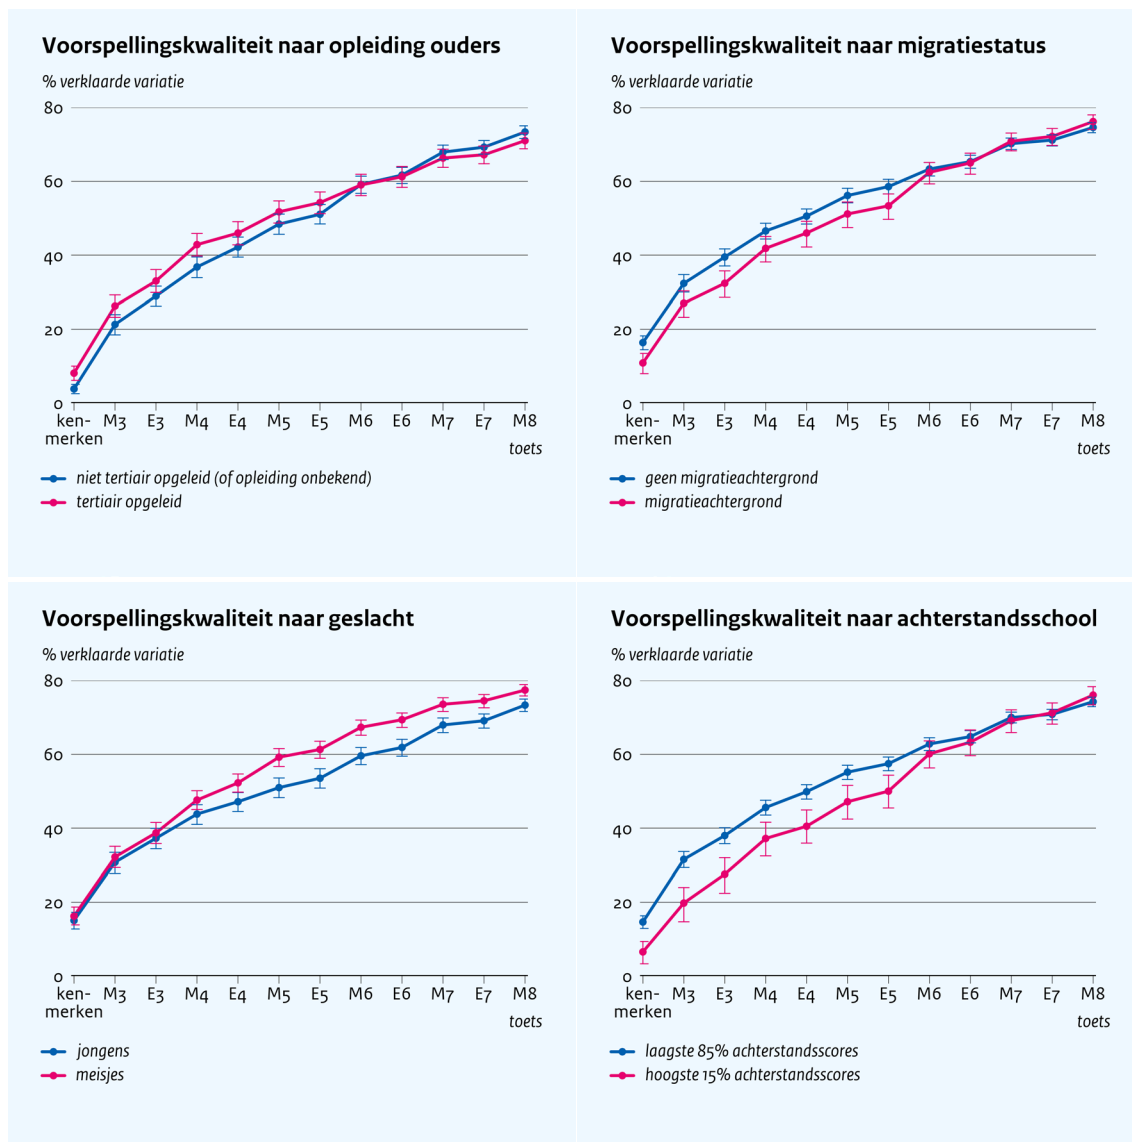 Voorspellingskwaliteit naar opleiding ouders
% verklaarde variatie
80
60
40
20
0
ken-
merken M3 E3 M4 E4 M5 E5 M6 E6 M7 E7 M8
toets
niet tertiair opgeleid (of opleiding onbekend)
tertiair opgeleid
Voorspellingskwaliteit naar migratiestatus
% verklaarde variatie
80
60
40
20
0
ken-
merken M3 E3 M4 E4 M5 E5 M6 E6 M7 E7 M8
toets
geen migratieachtergrond
migratieachtergrond
Voorspellingskwaliteit naar geslacht
% verklaarde variatie
80
60
40
20
0
ken-
merken M3 E3 M4 E4 M5 E5 M6 E6 M7 E7 M8
toets
jongens
meisjes
Voorspellingskwaliteit naar achterstandsschool
% verklaarde variatie
80
60
40
20
0
ken-
merken M3 E3 M4 E4 M5 E5 M6 E6 M7 E7 M8
toets
laagste 85% achterstandsscores
hoogste 15% achterstandsscores